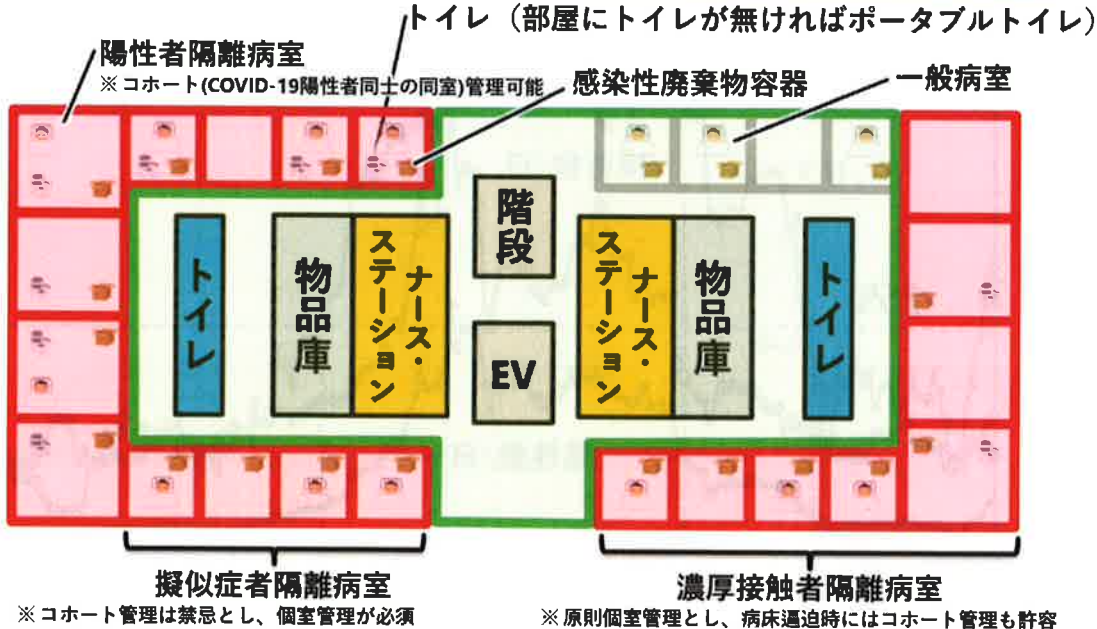 トイレ（部屋にトイレが無ければポータブルトイレ）
陽性者隔離病室
※コホート(COVID-19陽性者同士の同室)管理可能
感染性廃棄物容器
一般病室
トイレ
物品庫
ナース・
ステーション
階段
EV
ナース・
ステーション
物品庫
トイレ
擬似症者隔離病室
※コホート管理は禁忌とし、個室管理が必須
濃厚接触者隔離病室
※原則個室管理とし、病床逼迫時にはコホート管理も許容